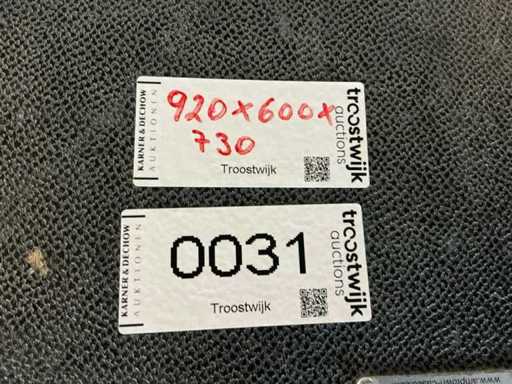 KARNER & DECHOW
AUKTIONEN
920x600x
730
Troostwijk
troostwijk
auctions
KARNER & DECHOW
AUKTIONEN
0031
Troostwijk
troostwijk
auctions